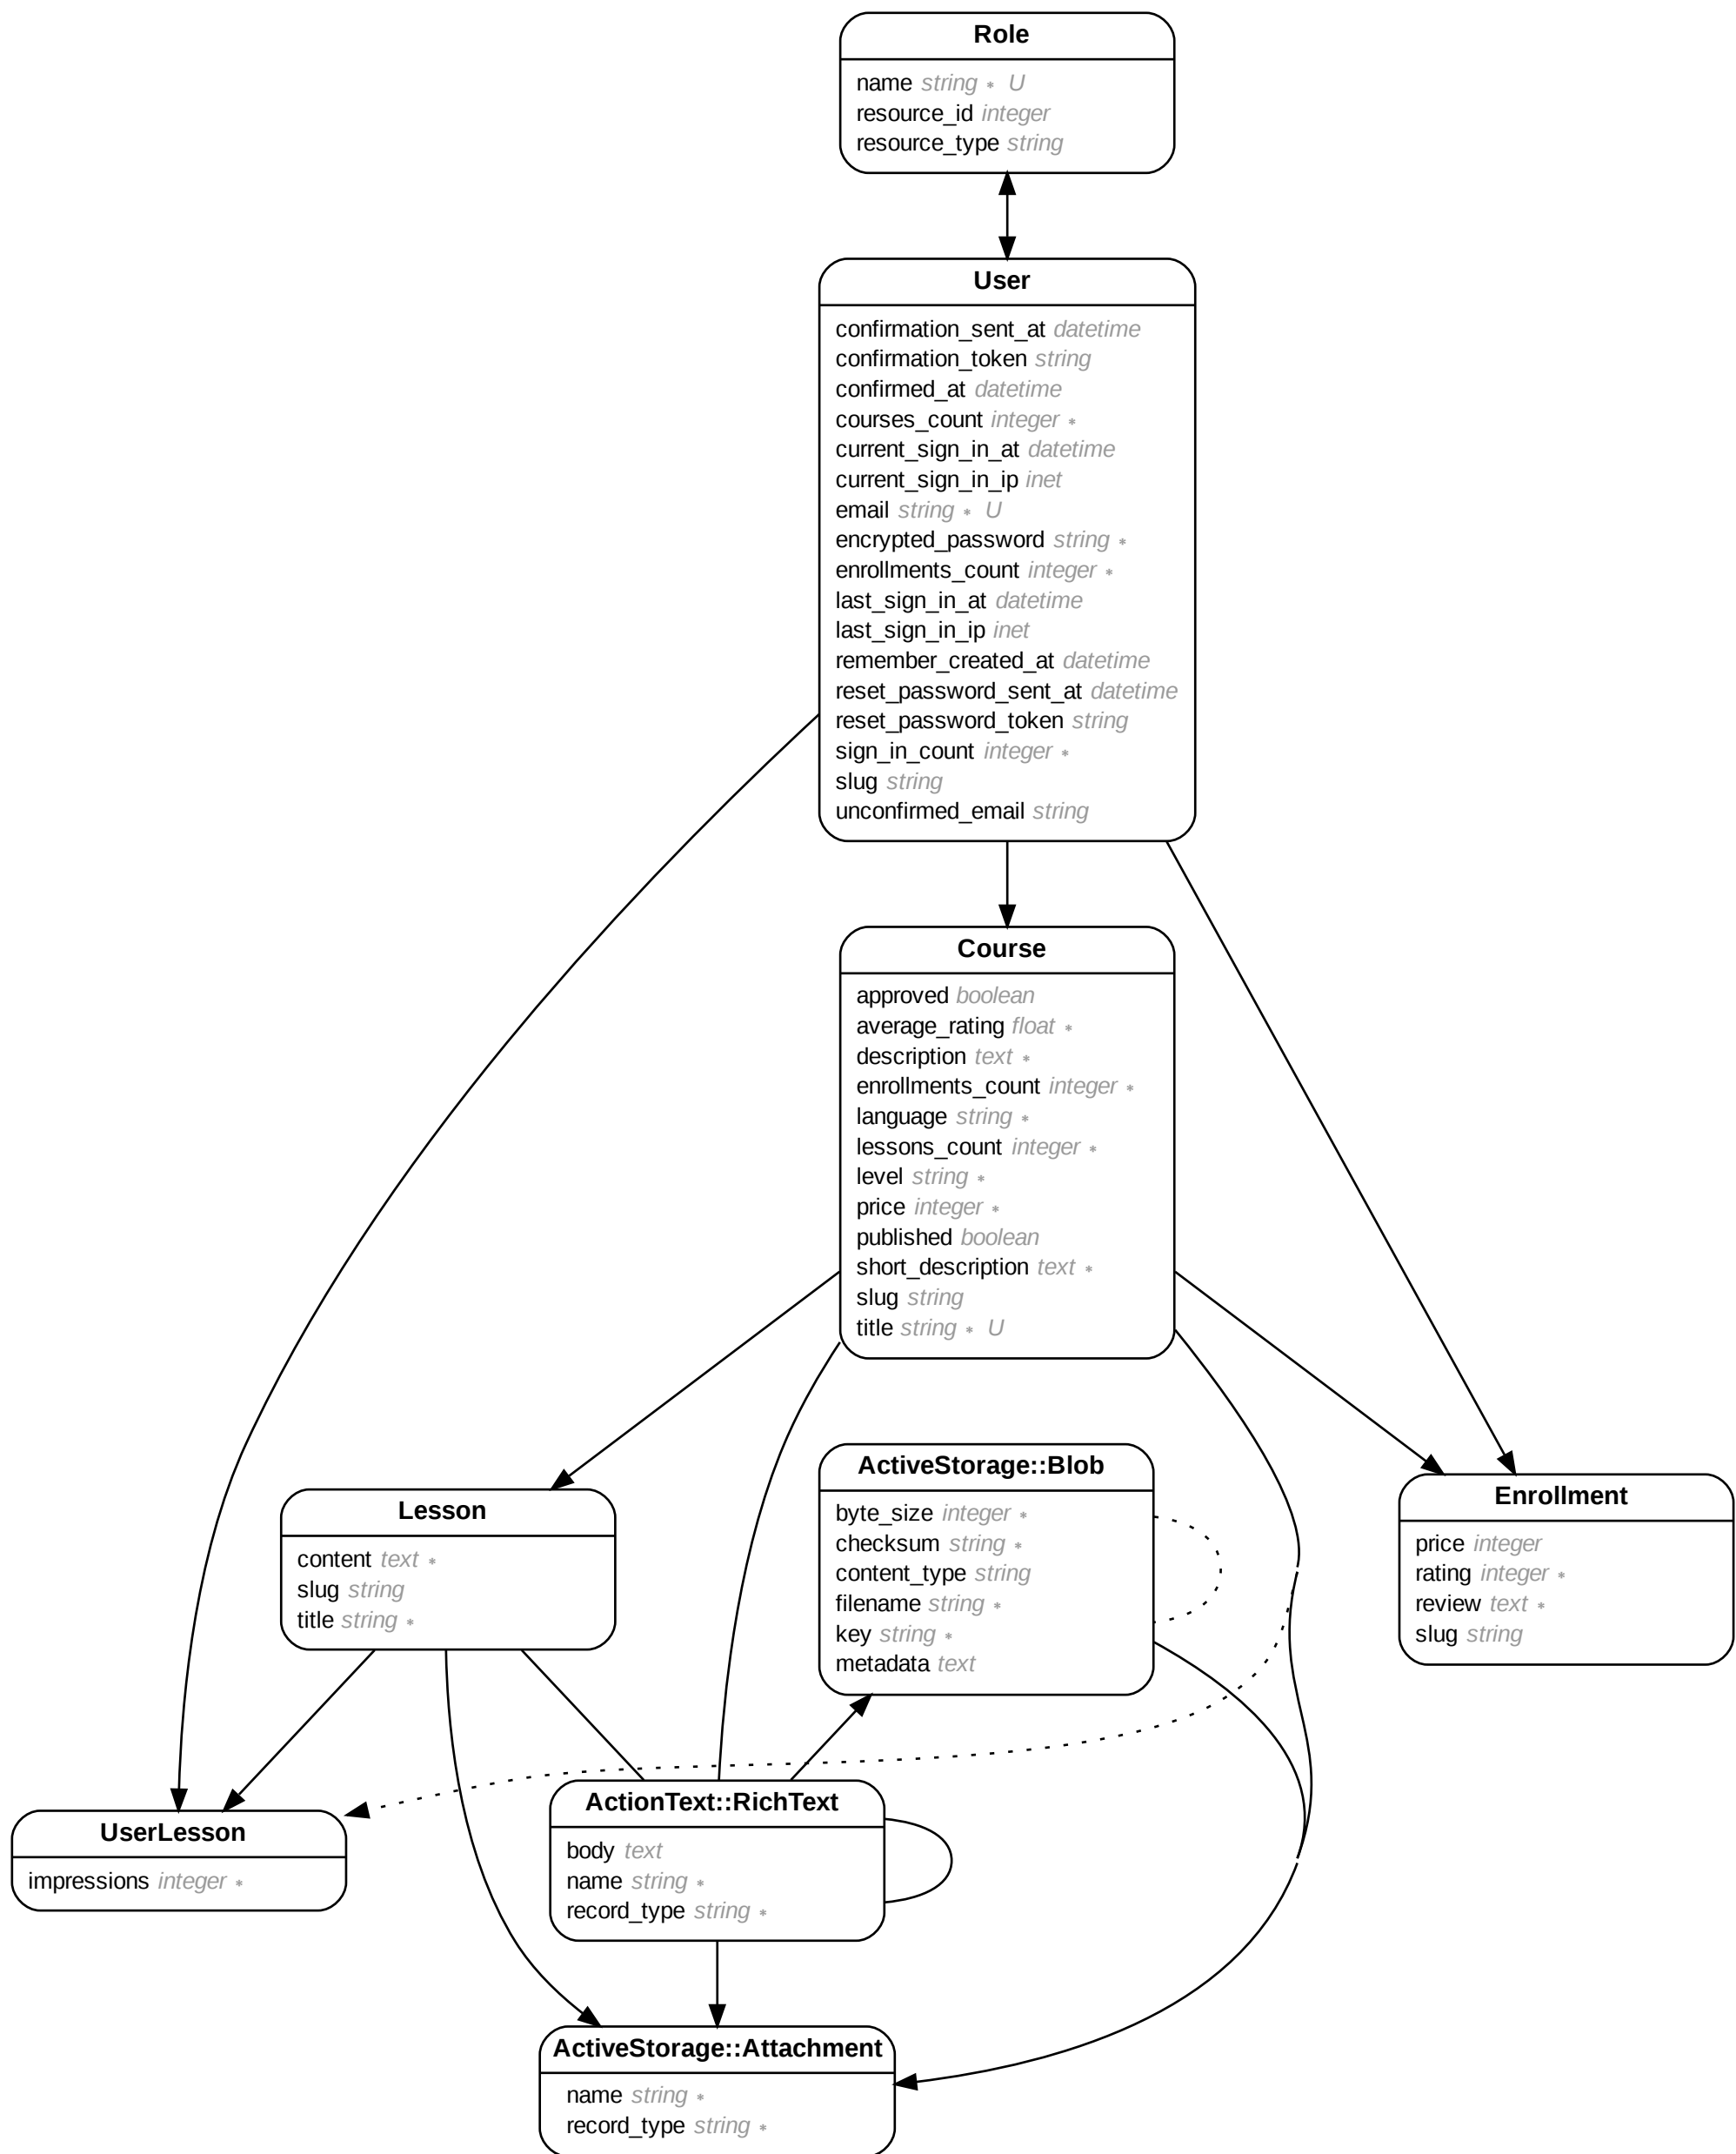 Role
name string * U
resource_id integer
resource_type string
User
confirmation_sent_at datetime
confirmation_token string
confirmed_at datetime
courses_count integer *
current_sign_in_at datetime
current_sign_in_ip inet
email string * U
encrypted_password string *
enrollments_count integer *
last_sign_in_at datetime
last_sign_in_ip inet
remember_created_at datetime
reset_password_sent_at datetime
reset_password_token string
sign_in_count integer *
slug string
unconfirmed_email string
Course
approved boolean
average_rating float *
description text *
enrollments_count integer *
language string *
lessons_count integer *
level string *
price integer *
published boolean
short_description text *
slug string
title string * U
ActiveStorage::Blob
byte_size integer *
checksum string *
content_type string
filename string *
key string *
metadata text
Enrollment
price integer
rating integer *
review text *
slug string
Lesson
content text *
slug string
title string *
ActionText::RichText
body text
name string *
record_type string *
UserLesson
impressions integer *
ActiveStorage::Attachment
name string *
record_type string *